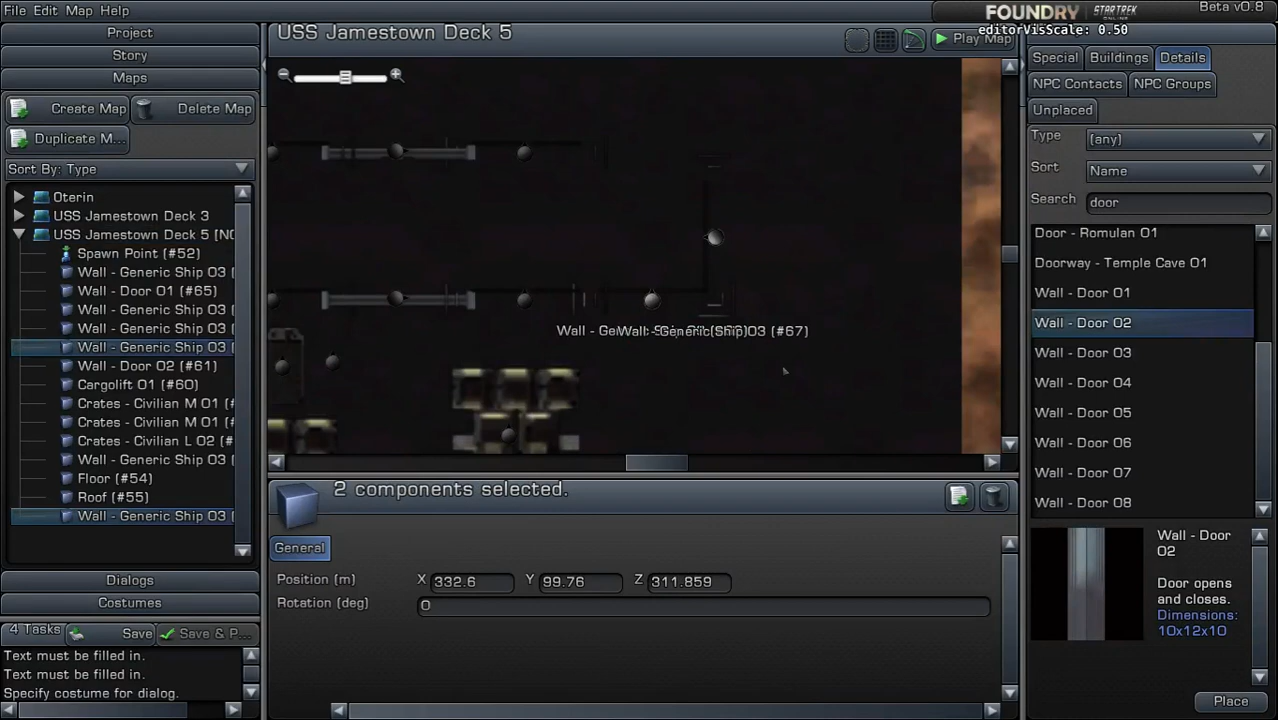 File Edit Map Help
FOUNDRY STAR TREK ONLINE
Beta v0.8
editorVisScale: 0.50
Project
Story
Maps
Create Map
Delete Map
Duplicate M...
Sort By: Type
Oterin
USS Jamestown Deck 3
USS Jamestown Deck 5 [NO
Spawn Point (#52)
Wall - Generic Ship 03 (
Wall - Door 01 (#65)
Wall - Generic Ship 03 (
Wall - Generic Ship 03 (
Wall - Generic Ship 03 (
Wall - Door 02 (#61)
Cargolift 01 (#60)
Crates - Civilian M 01 (#
Crates - Civilian M 01 (#
Crates - Civilian L 02 (#
Wall - Generic Ship 03 (
Floor (#54)
Roof (#55)
Wall - Generic Ship 03 (
Dialogs
Costumes
4 Tasks
Save
Save & P...
Text must be filled in.
Text must be filled in.
Specify costume for dialog.
USS Jamestown Deck 5
Play Map
Wall - Generic Ship 03 (#67)
2 components selected.
General
Position (m) X 332.6 Y 99.76 Z 311.859
Rotation (deg) 0
Special
Buildings
Details
NPC Contacts
NPC Groups
Unplaced
Type [any]
Sort Name
Search door
Door - Romulan 01
Doorway - Temple Cave 01
Wall - Door 01
Wall - Door 02
Wall - Door 03
Wall - Door 04
Wall - Door 05
Wall - Door 06
Wall - Door 07
Wall - Door 08
Wall - Door
02
Door opens
and closes.
Dimensions:
10x12x10
Place